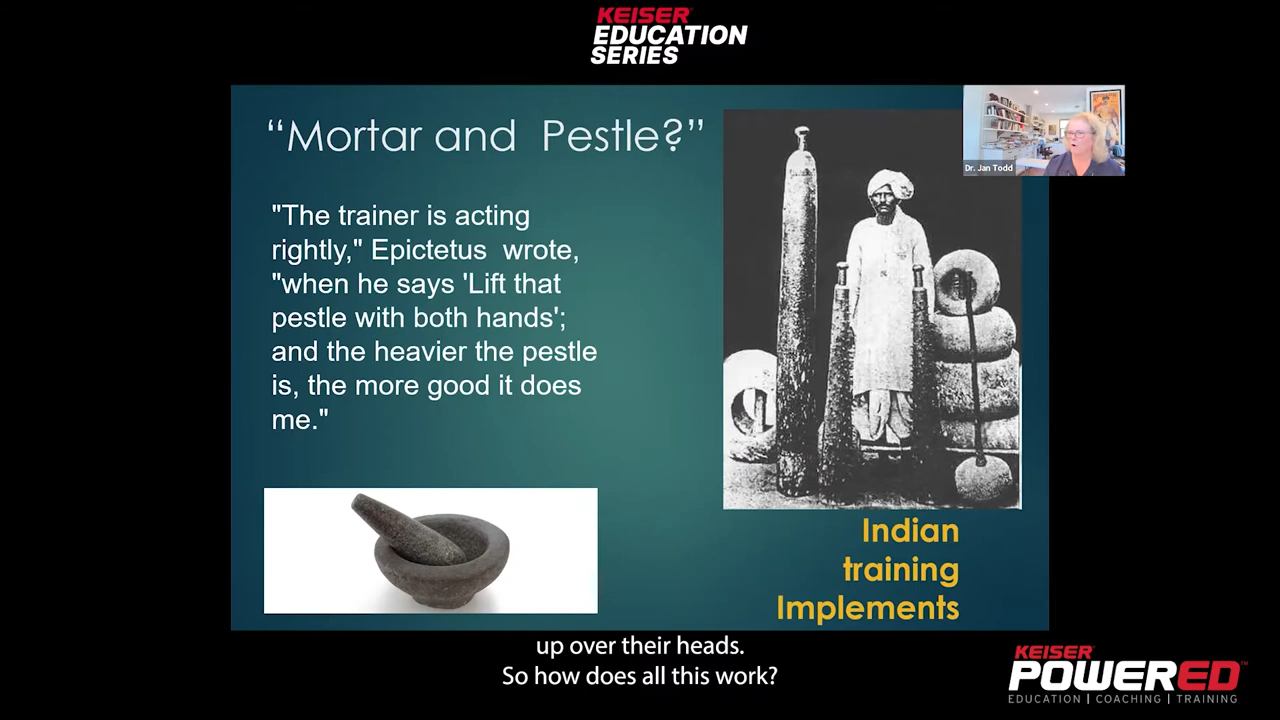 KEISER
EDUCATION
SERIES
“Mortar and Pestle?”
"The trainer is acting
rightly," Epictetus wrote,
"when he says 'Lift that
pestle with both hands';
and the heavier the pestle
is, the more good it does
me."
Dr. Jan Todd
Indian
training
Implements
up over their heads.
So how does all this work?
KEISER
POWERED™
EDUCATION | COACHING | TRAINING